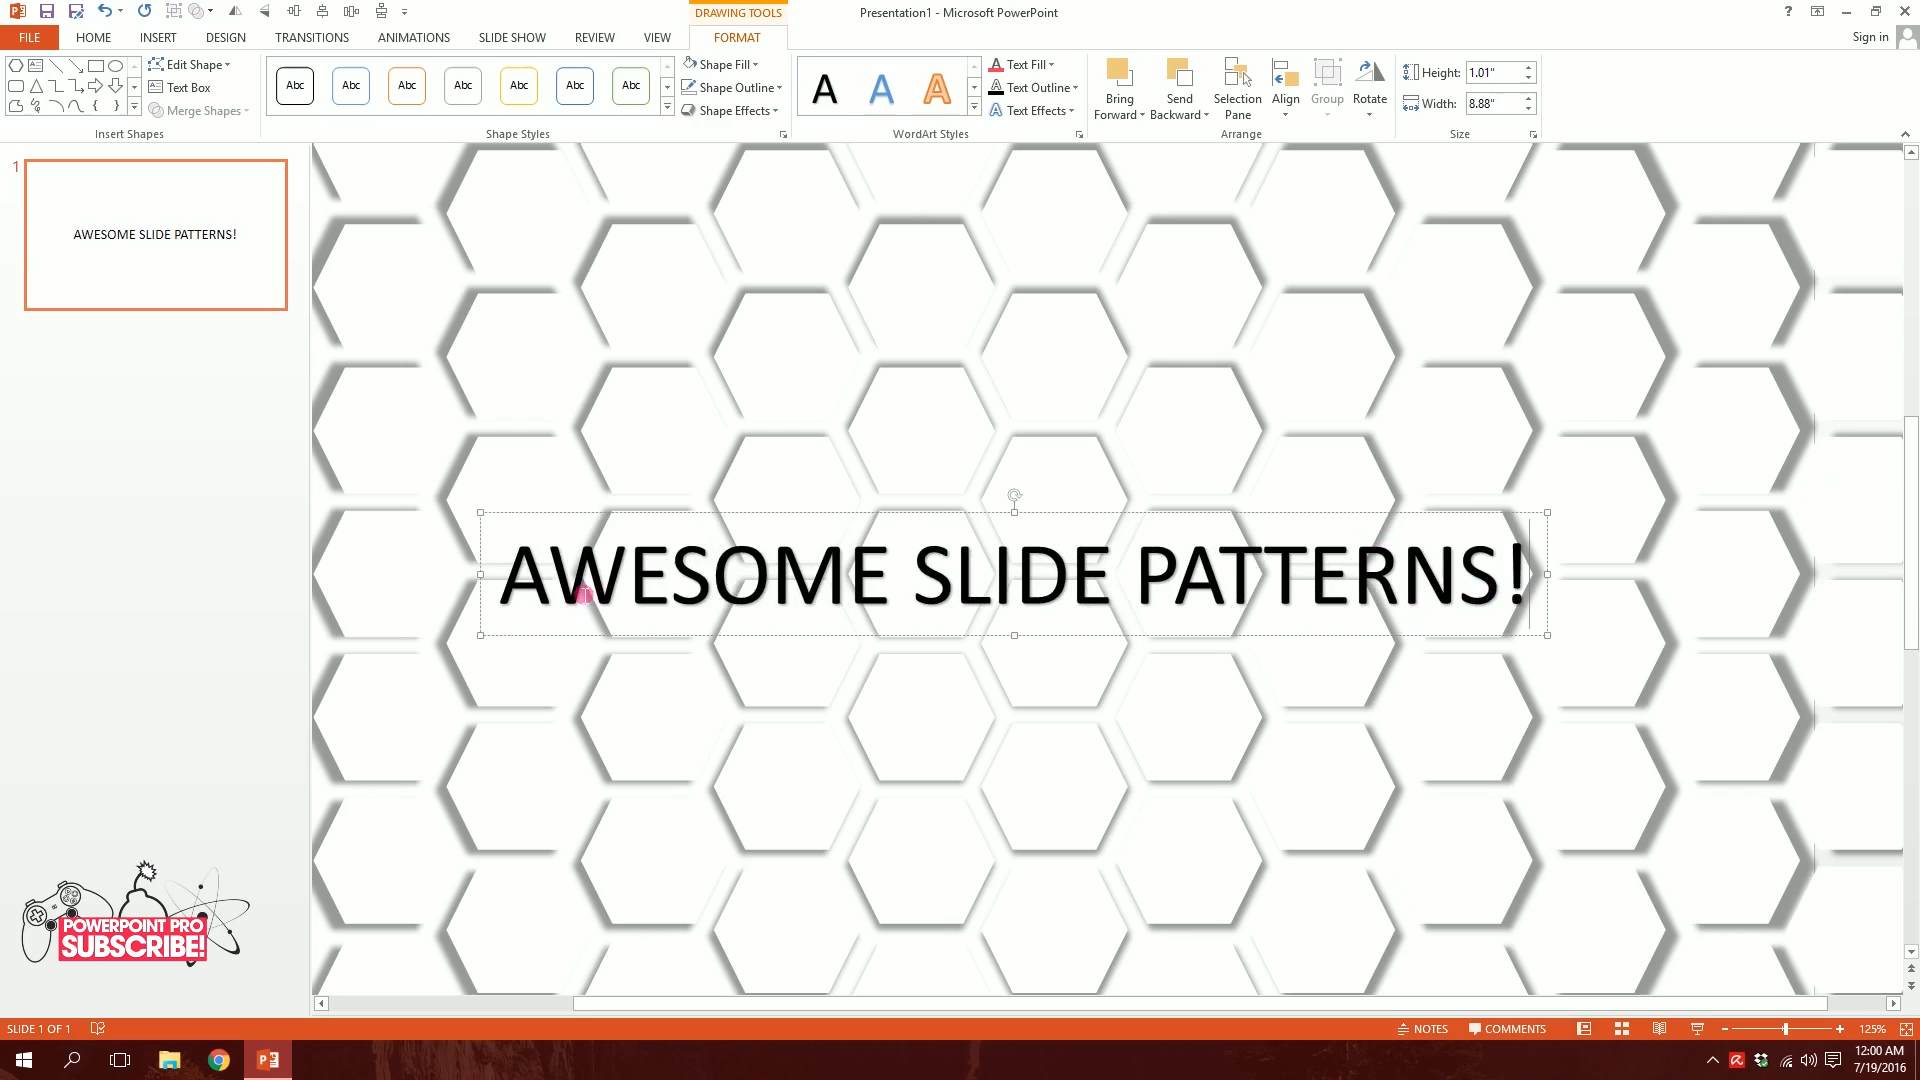 DRAWING TOOLS
Presentation1 - Microsoft PowerPoint
?
FILE
HOME
INSERT
DESIGN
TRANSITIONS
ANIMATIONS
SLIDE SHOW
REVIEW
VIEW
FORMAT
Sign in
Edit Shape
Text Box
Merge Shapes
Insert Shapes
Abc
Abc
Abc
Abc
Abc
Abc
Abc
Shape Fill
Shape Outline
Shape Effects
Shape Styles
A
A
A
Text Fill
Text Outline
Text Effects
WordArt Styles
Bring
Forward
Send
Backward
Selection
Pane
Align
Group
Rotate
Arrange
Height:
1.01"
Width:
8.88"
Size
1
AWESOME SLIDE PATTERNS!
AWESOME SLIDE PATTERNS!
POWERPOINT PRO
SUBSCRIBE!
SLIDE 1 OF 1
NOTES
COMMENTS
125%
12:00 AM
7/19/2016